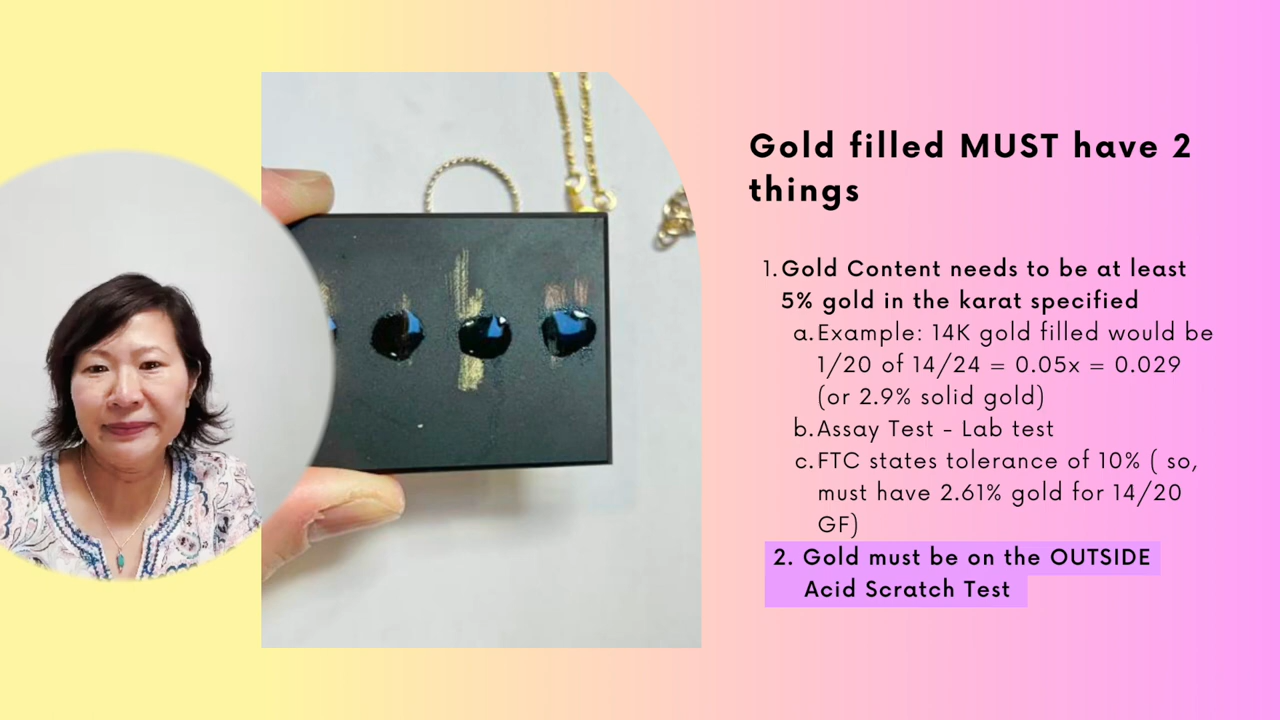 Gold filled MUST have 2
things
1. Gold Content needs to be at least
5% gold in the karat specified
a. Example: 14K gold filled would be
1/20 of 14/24 = 0.05x = 0.029
(or 2.9% solid gold)
b. Assay Test - Lab test
c. FTC states tolerance of 10% ( so,
must have 2.61% gold for 14/20
GF)
2. Gold must be on the OUTSIDE
Acid Scratch Test